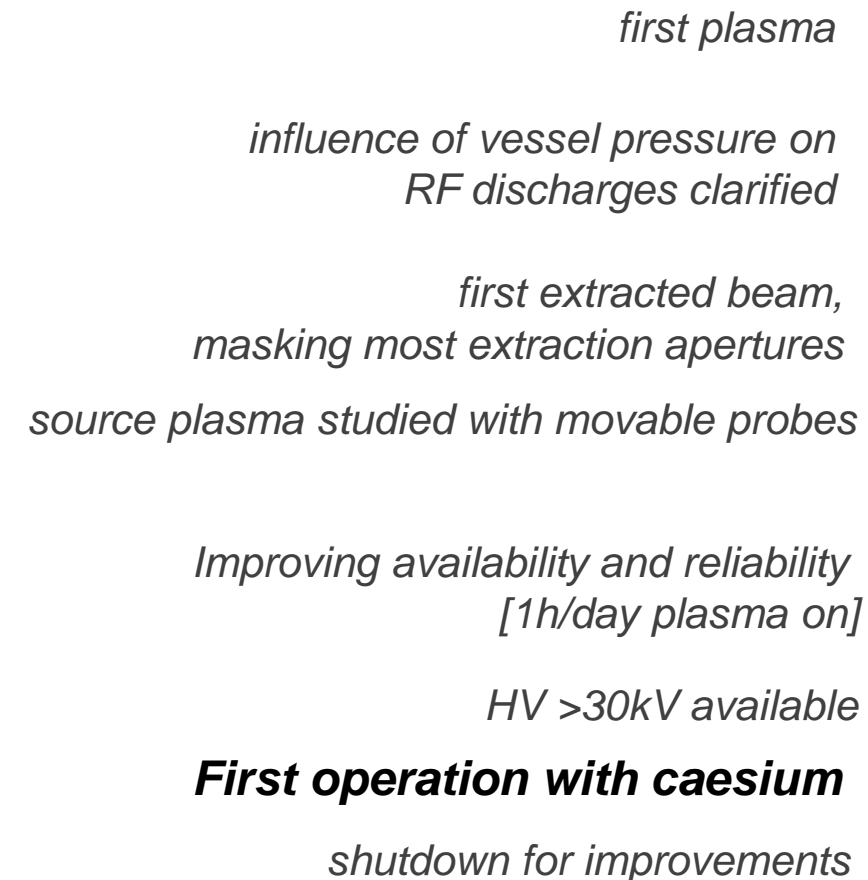 first plasma
influence of vessel pressure on
RF discharges clarified
first extracted beam,
masking most extraction apertures
source plasma studied with movable probes
Improving availability and reliability
[1h/day plasma on]
HV >30kV available
First operation with caesium
shutdown for improvements